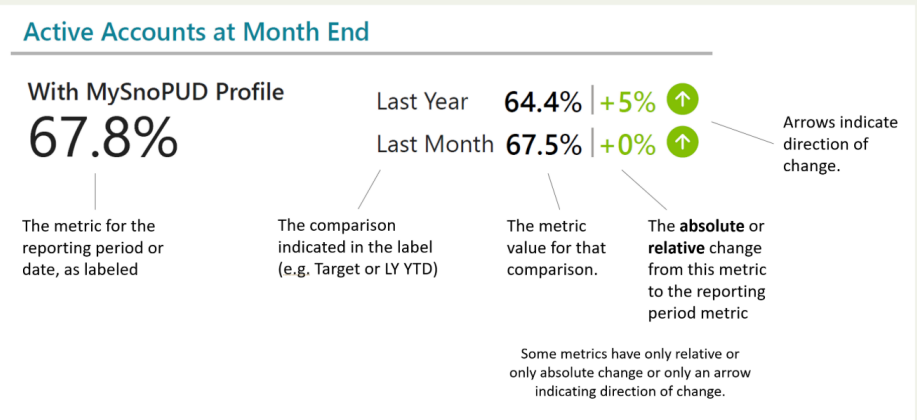 Active Accounts at Month End
With MySnoPUD Profile
67.8%
Last Year 64.4% +5%
Last Month 67.5% +0%
Arrows indicate
direction of
change.
The metric for the
reporting period or
date, as labeled
The comparison
indicated in the label
(e.g. Target or LY YTD)
The metric
value for that
comparison.
The absolute or
relative change
from this metric
to the reporting
period metric
Some metrics have only relative or
only absolute change or only an arrow
indicating direction of change.